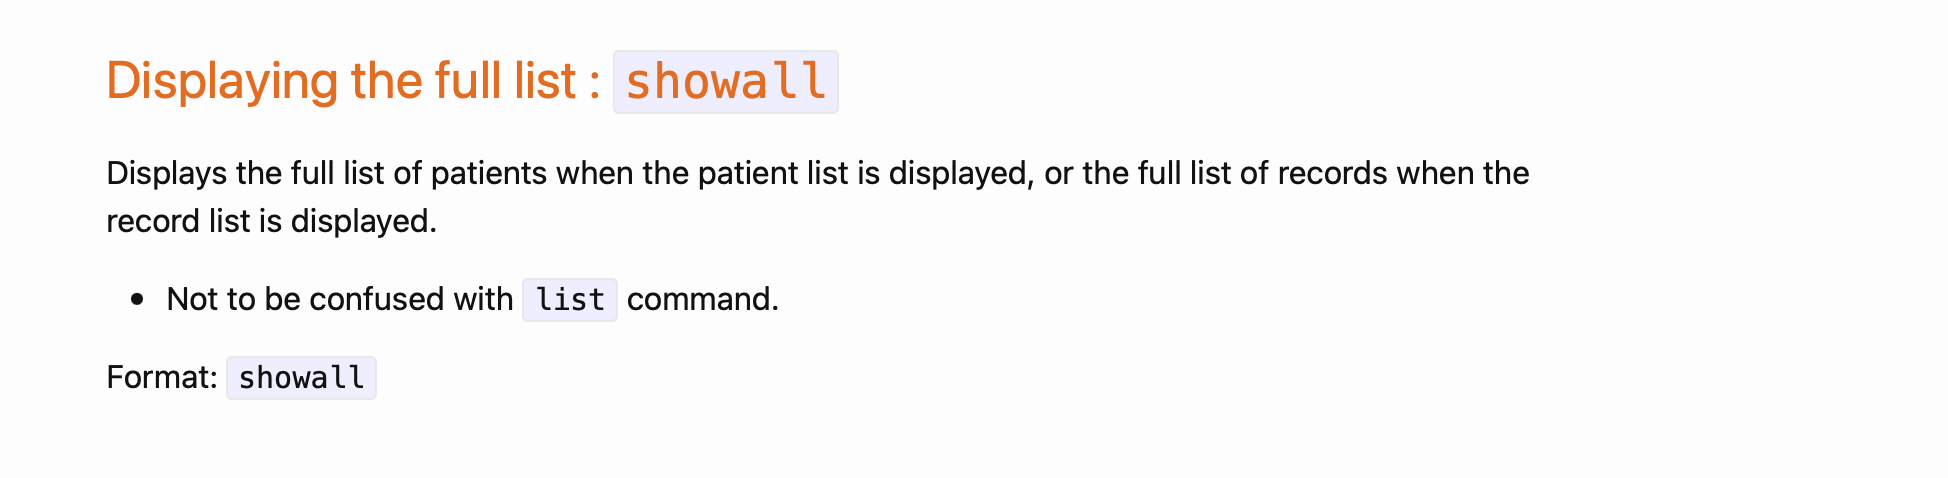 Displaying the full list : showall
Displays the full list of patients when the patient list is displayed, or the full list of records when the
record list is displayed.
• Not to be confused with list command.
Format: showall